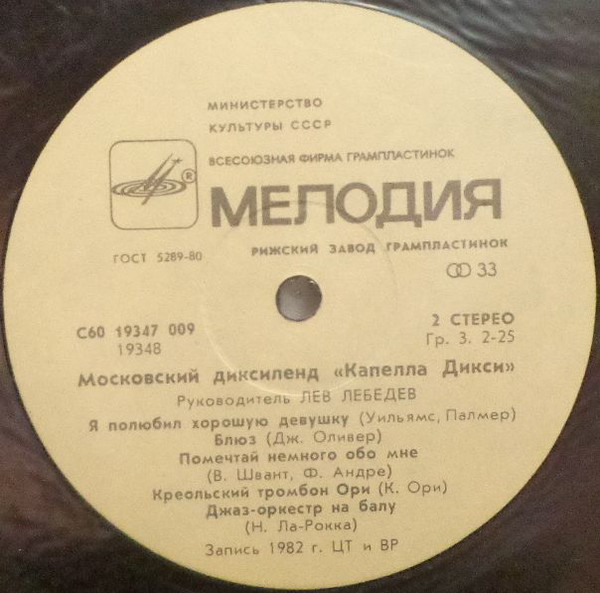 МИНИСТЕРСТВО
КУЛЬТУРЫ СССР
ВСЕСОЮЗНАЯ ФИРМА ГРАМПЛАСТИНОК
®
МЕЛОДИЯ
ГОСТ 5289-80
РИЖСКИЙ ЗАВОД ГРАМПЛАСТИНОК
33
С60 19347 009
2 СТЕРЕО
19348
Гр. 3. 2-25
Московский диксиленд «Капелла Дикси»
Руководитель ЛЕВ ЛЕБЕДЕВ
Я полюбил хорошую девушку (Уильямс, Палмер)
Блюз (Дж. Оливер)
Помечтай немного обо мне
(В. Швант, Ф. Андре)
Креольский тромбон Ори (К. Ори)
Джаз-оркестр на балу
(Н. Ла-Рокка)
Запись 1982 г. ЦТ и ВР